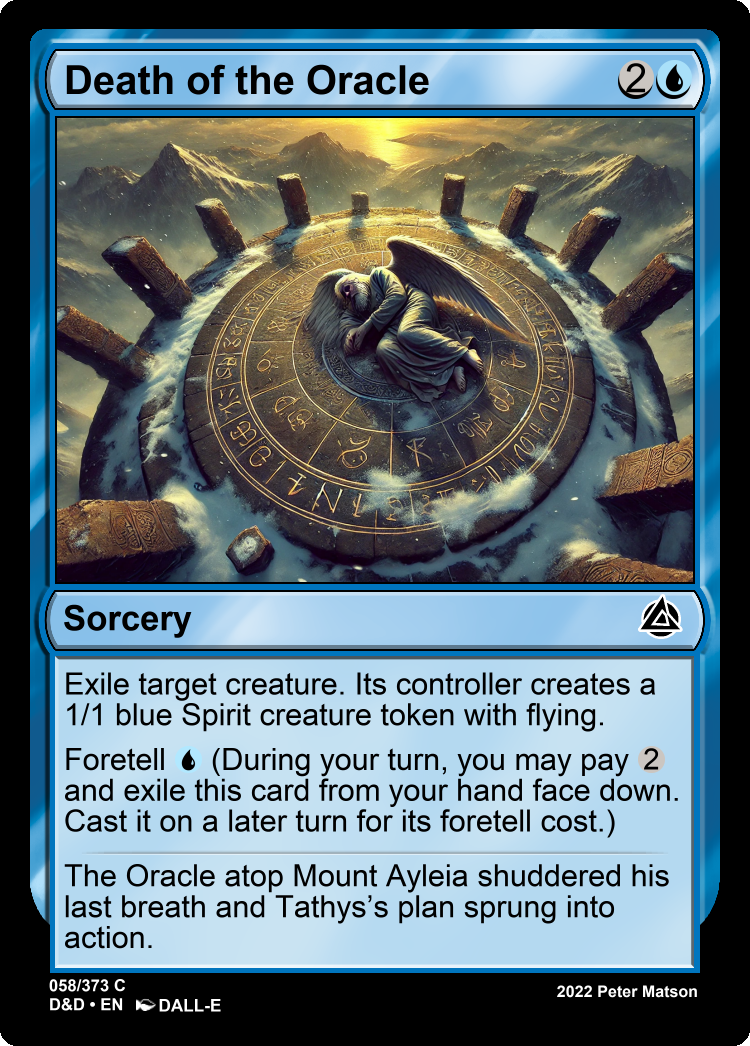 Death of the Oracle 2
Sorcery
Exile target creature. Its controller creates a
1/1 blue Spirit creature token with flying.
Foretell (During your turn, you may pay 2
and exile this card from your hand face down.
Cast it on a later turn for its foretell cost.)
The Oracle atop Mount Ayleia shuddered his
last breath and Tathys's plan sprung into
action.
058/373 C
D&D • EN DALL-E
2022 Peter Matson